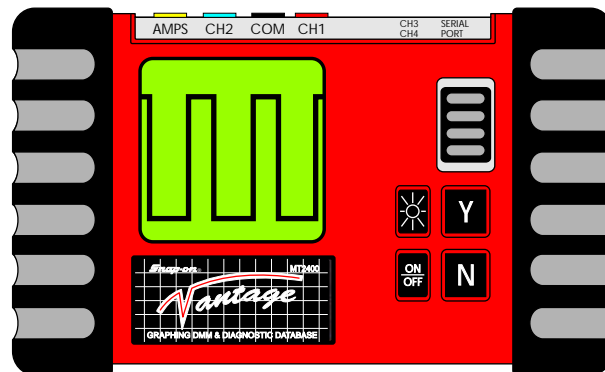 AMPS CH2 COM CH1
CH3 SERIAL
CH4 PORT
Y
ON
OFF
N
Snap-on® MT2400
Vantage
GRAPHING DMM & DIAGNOSTIC DATABASE